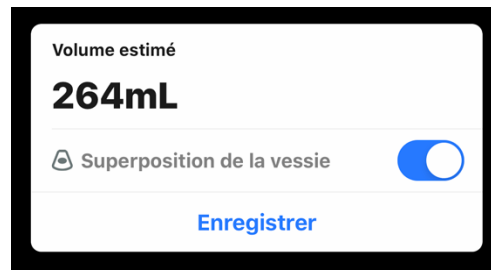 Volume estimé
264mL
Superposition de la vessie
Enregistrer